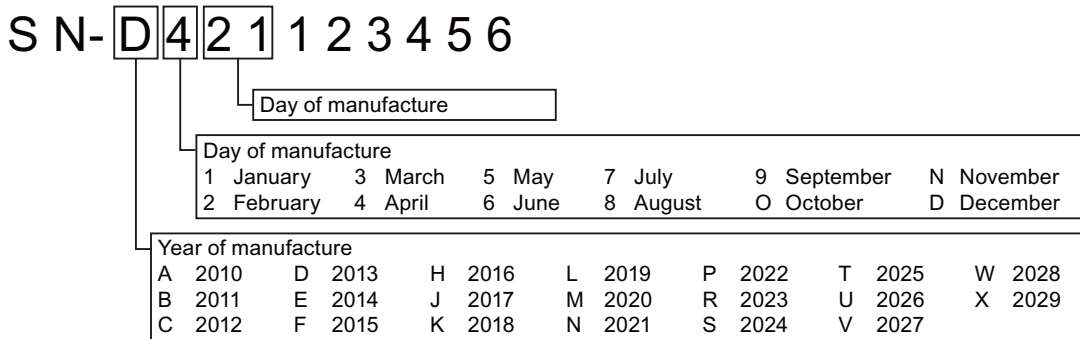 S N- D 4 2 1 1 2 3 4 5 6
Day of manufacture
Day of manufacture
1 January 3 March 5 May 7 July 9 September N November
2 February 4 April 6 June 8 August O October D December
Year of manufacture
A 2010 D 2013 H 2016 L 2019 P 2022 T 2025 W 2028
B 2011 E 2014 J 2017 M 2020 R 2023 U 2026 X 2029
C 2012 F 2015 K 2018 N 2021 S 2024 V 2027